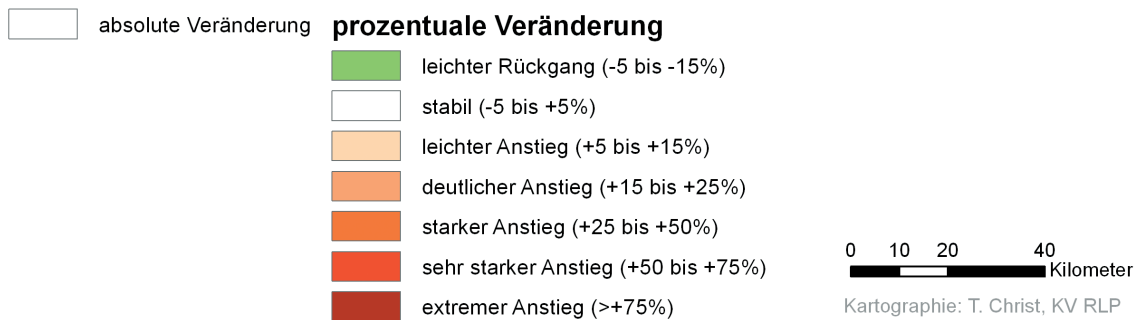 absolute Veränderung
prozentuale Veränderung
leichter Rückgang (-5 bis -15%)
stabil (-5 bis +5%)
leichter Anstieg (+5 bis +15%)
deutlicher Anstieg (+15 bis +25%)
starker Anstieg (+25 bis +50%)
sehr starker Anstieg (+50 bis +75%)
extremer Anstieg (>+75%)
0 10 20 40
Kilometer
Kartographie: T. Christ, KV RLP